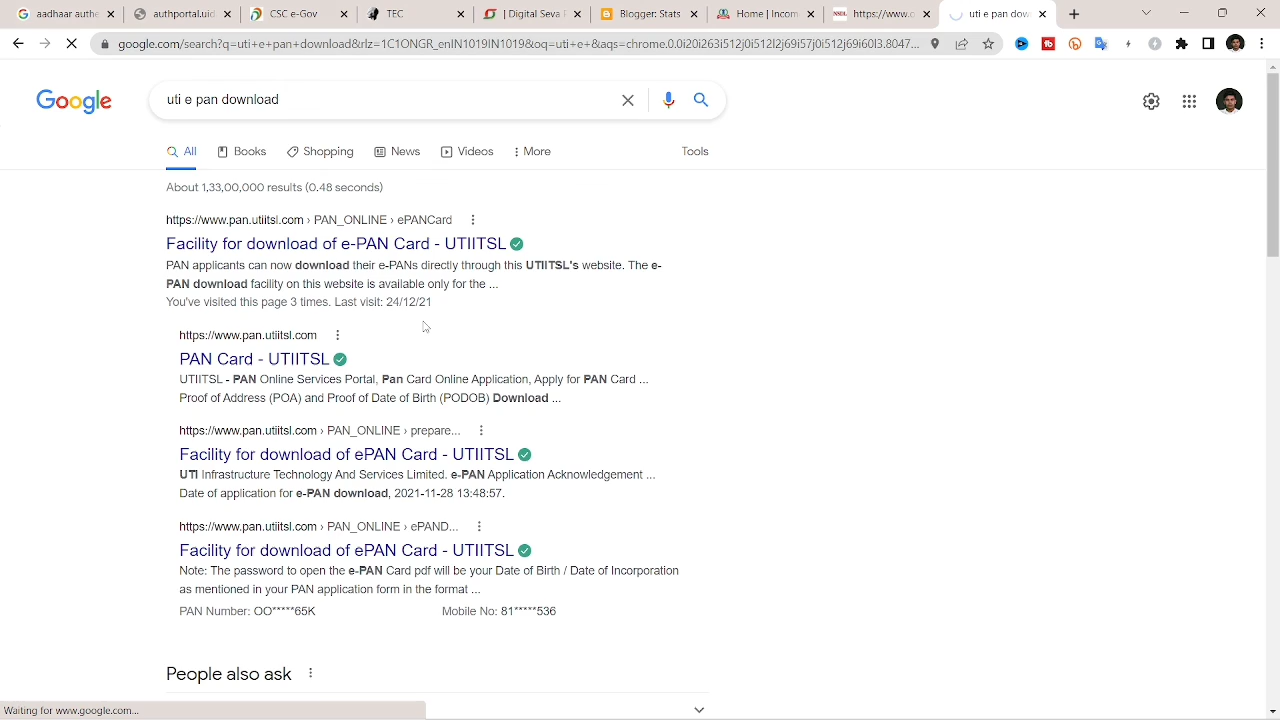 aadhar authe
authportal.uid
CSC e-Gov
TEC
| Digital Seva P
Blogger: Stats
Home | Incom
NSDL https://www.o
uti e pan down
google.com/search?q=uti+e+pan+download&rlz=1C1ONGR_enIN1019IN1019&sxq=uti+e+&aqs=chrome.0.0i20i263i512j0i512l2j69i57j0i512j69i60l3.8047...
Google
uti e pan download
All
Books
Shopping
News
Videos
More
Tools
About 1,33,00,000 results (0.48 seconds)
https://www.pan.utiitsl.com › PAN_ONLINE › ePANCard
Facility for download of e-PAN Card - UTIITSL
PAN applicants can now download their e-PANs directly through this UTIITSL's website. The e-
PAN download facility on this website is available only for the ...
You've visited this page 3 times. Last visit: 24/12/21
https://www.pan.utiitsl.com
PAN Card - UTIITSL
UTIITSL - PAN Online Services Portal, Pan Card Online Application, Apply for PAN Card ...
Proof of Address (POA) and Proof of Date of Birth (PODOB) Download ...
https://www.pan.utiitsl.com › PAN_ONLINE › prepare...
Facility for download of ePAN Card - UTIITSL
UTI Infrastructure Technology And Services Limited. e-PAN Application Acknowledgement ...
Date of application for e-PAN download, 2021-11-28 13:48:57.
https://www.pan.utiitsl.com › PAN_ONLINE › ePAND...
Facility for download of ePAN Card - UTIITSL
Note: The password to open the e-PAN Card pdf will be your Date of Birth / Date of Incorporation
as mentioned in your PAN application form in the format ...
PAN Number: OO*****65K
Mobile No: 81*****536
People also ask
Waiting for www.google.com...